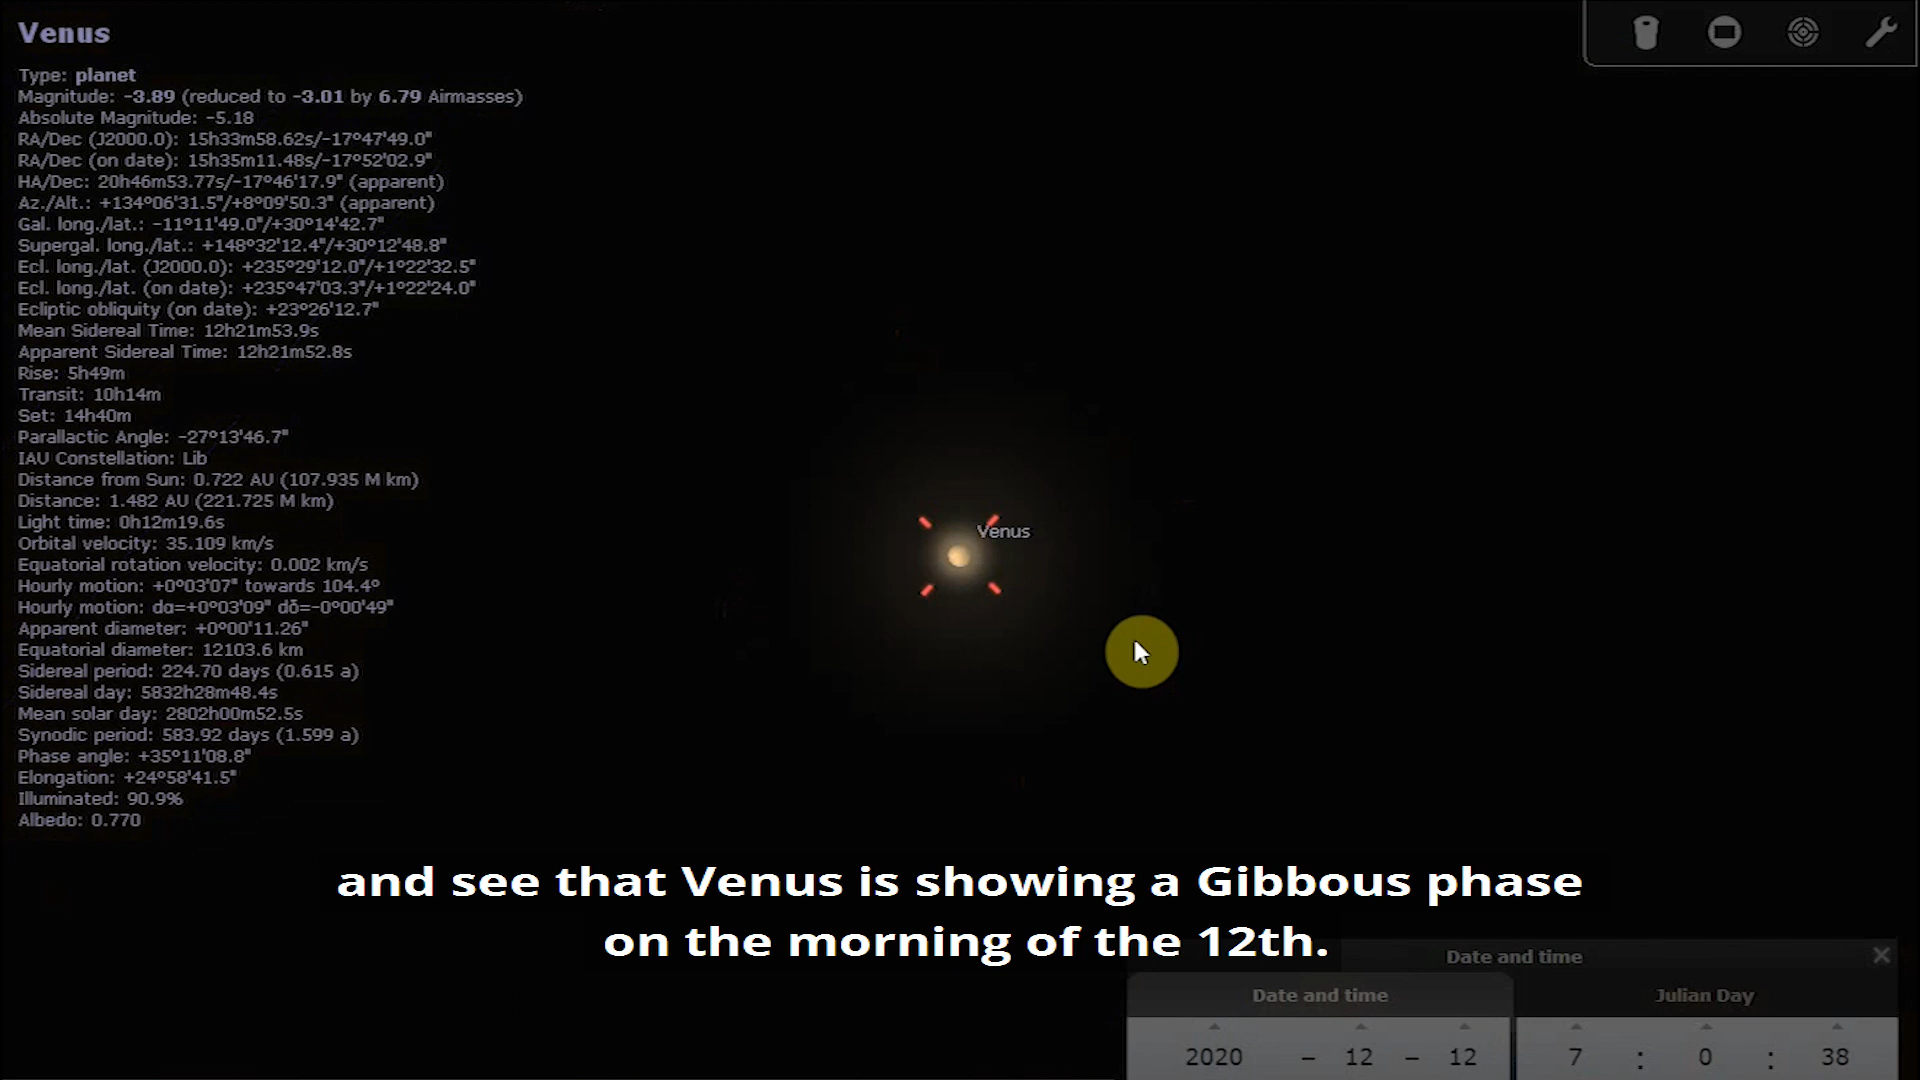 Venus
Type: planet
Magnitude: -3.89 (reduced to -3.01 by 6.79 Airmasses)
Absolute Magnitude: -5.18
RA/Dec (J2000.0): 15h33m58.62s/-17°47'49.0"
RA/Dec (on date): 15h35m11.48s/-17°52'02.9"
HA/Dec: 20h46m53.77s/-17°46'17.9" (apparent)
Az./Alt.: +134°06'31.5"/+8°09'50.3" (apparent)
Gal. long./lat.: -11°11'49.0"/+30°14'42.7"
Supergal. long./lat.: +148°32'12.4"/+30°12'48.8"
Ecl. long./lat. (J2000.0): +235°29'12.0"/+1°22'32.5"
Ecl. long./lat. (on date): +235°47'03.3"/+1°22'24.0"
Ecliptic obliquity (on date): +23°26'12.7"
Mean Sidereal Time: 12h21m53.9s
Apparent Sidereal Time: 12h21m52.8s
Rise: 5h49m
Transit: 10h14m
Set: 14h40m
Parallactic Angle: -27°13'46.7"
IAU Constellation: Lib
Distance from Sun: 0.722 AU (107.935 M km)
Distance: 1.482 AU (221.725 M km)
Light time: 0h12m19.6s
Orbital velocity: 35.109 km/s
Equatorial rotation velocity: 0.002 km/s
Hourly motion: +0°03'07" towards 104.4°
Hourly motion: dα=+0°03'09" dδ=-0°00'49"
Apparent diameter: +0°00'11.26"
Equatorial diameter: 12103.6 km
Sidereal period: 224.70 days (0.615 a)
Sidereal day: 5832h28m48.4s
Mean solar day: 2802h00m52.5s
Synodic period: 583.92 days (1.599 a)
Phase angle: +35°11'08.8"
Elongation: +24°58'41.5"
Illuminated: 90.9%
Albedo: 0.770
Venus
and see that Venus is showing a Gibbous phase
on the morning of the 12th.
Date and time
Date and time Julian Day
2020 - 12 - 12 7 : 0 : 38